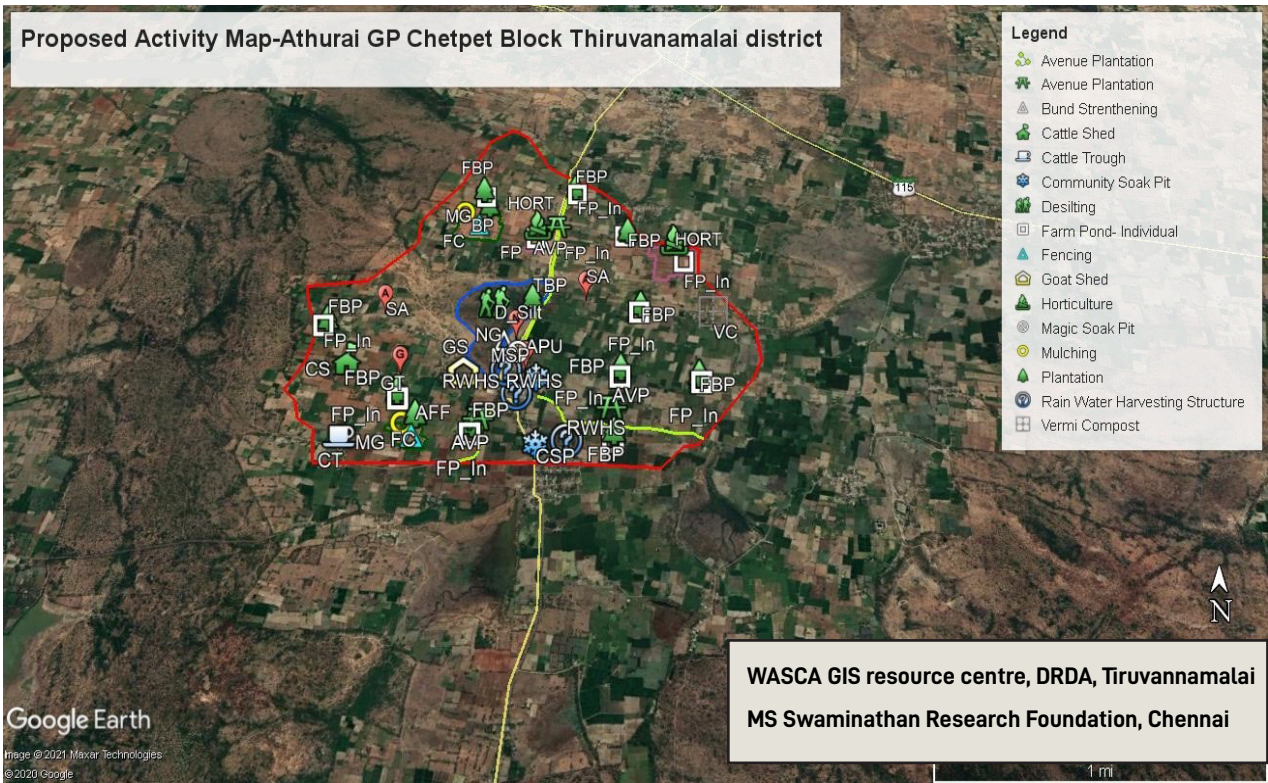 Proposed Activity Map-Athurai GP Chetpet Block Thiruvanamalai district
Legend
Avenue Plantation
Avenue Plantation
Bund Strenthening
Cattle Shed
Cattle Trough
Community Soak Pit
Desilting
Farm Pond- Individual
Fencing
Goat Shed
Horticulture
Magic Soak Pit
Mulching
Plantation
Rain Water Harvesting Structure
Vermi Compost
115
FBP
FBP
MG
BP
HORT
FP_In
FC
FP
AVP
FP_In
FBP
HORT
FP_In
SA
TBP
A
SA
D_Silt
FBP
VC
FBP
FP_In
NG
APU
FP_In
GS
MSP
CS
FBP
G
GT
RWHS
RWHS
FBP
FBP
FP_In
AVP
FP_In
AFF
FBP
FP_In
MG
FC
AVP
RWHS
CT
FP_In
CSP
FBP
N
WASCA GIS resource centre, DRDA, Tiruvannamalai
MS Swaminathan Research Foundation, Chennai
Google Earth
Image © 2021 Maxar Technologies
© 2020 Google
1 mi